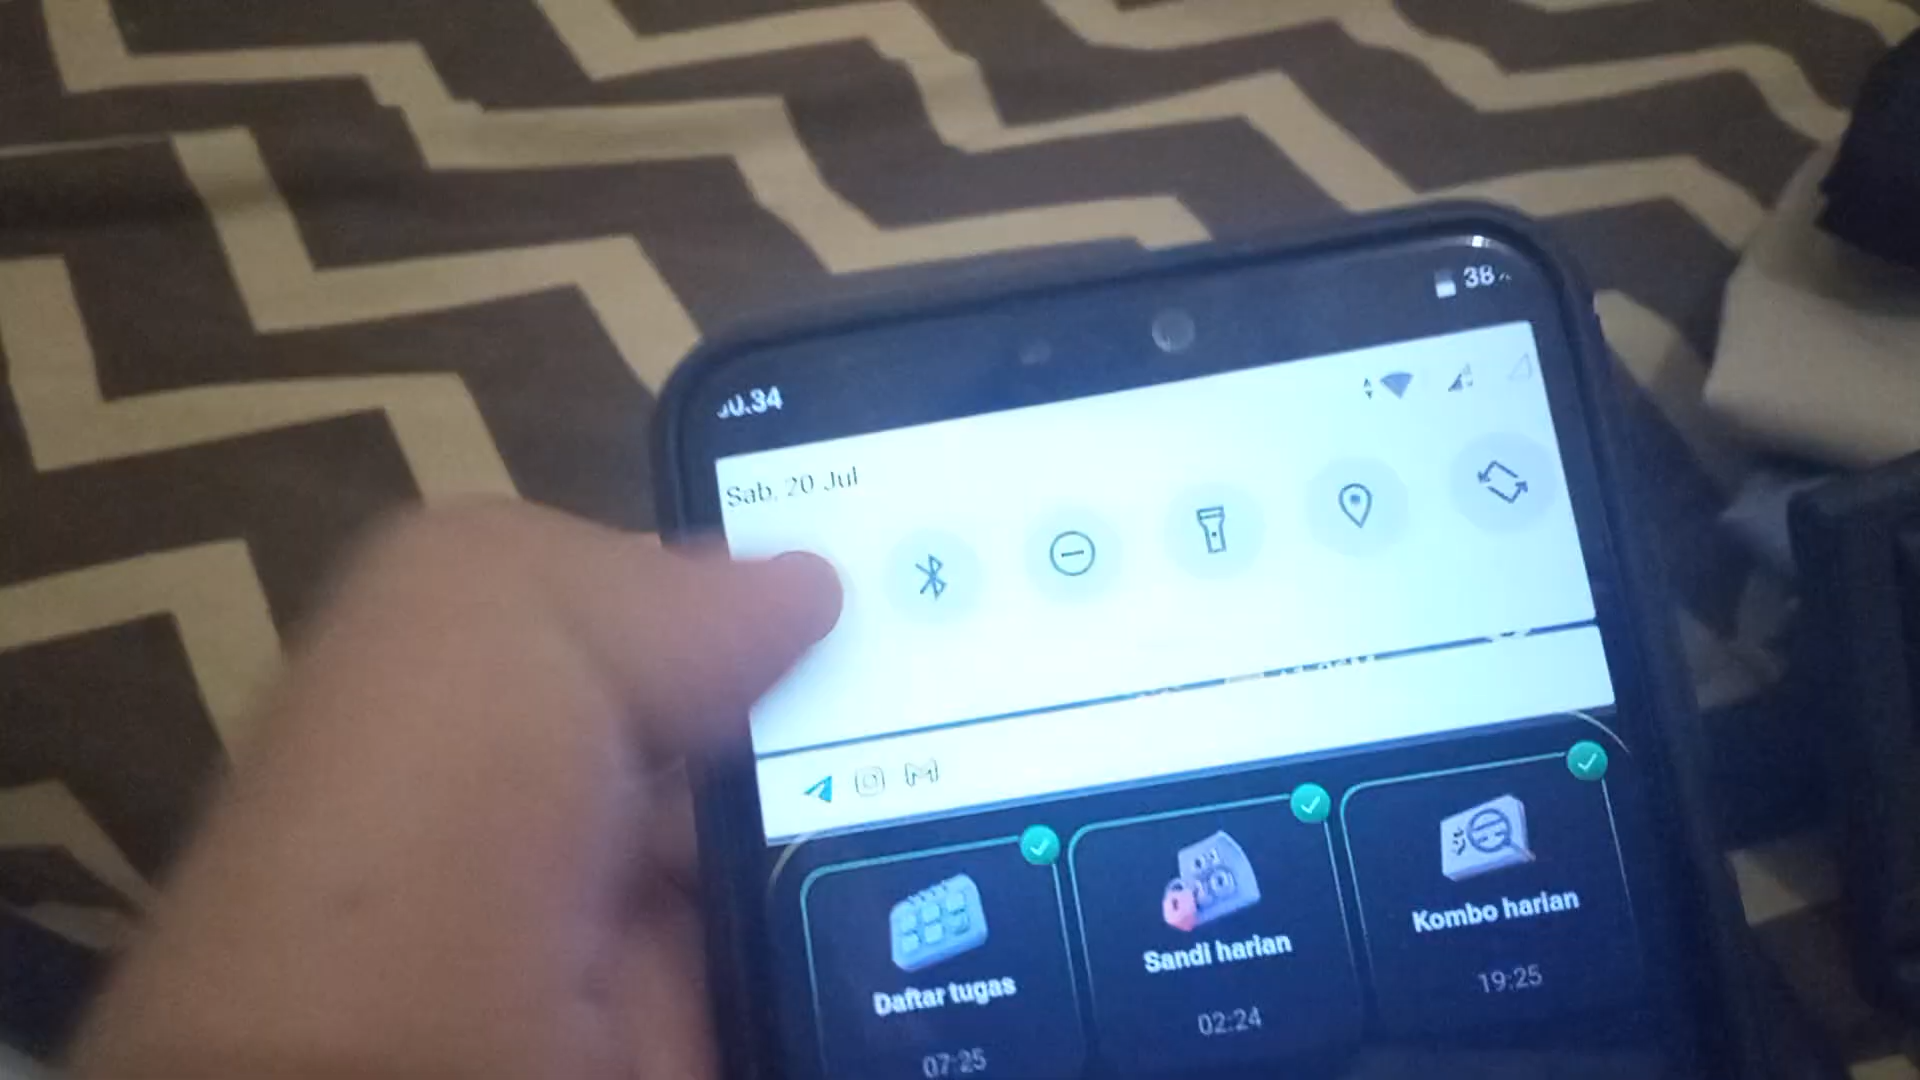 38
Sab, 20 Jul
Daftar tugas
07:25
Sandi harian
02:24
Kombo harian
19:25